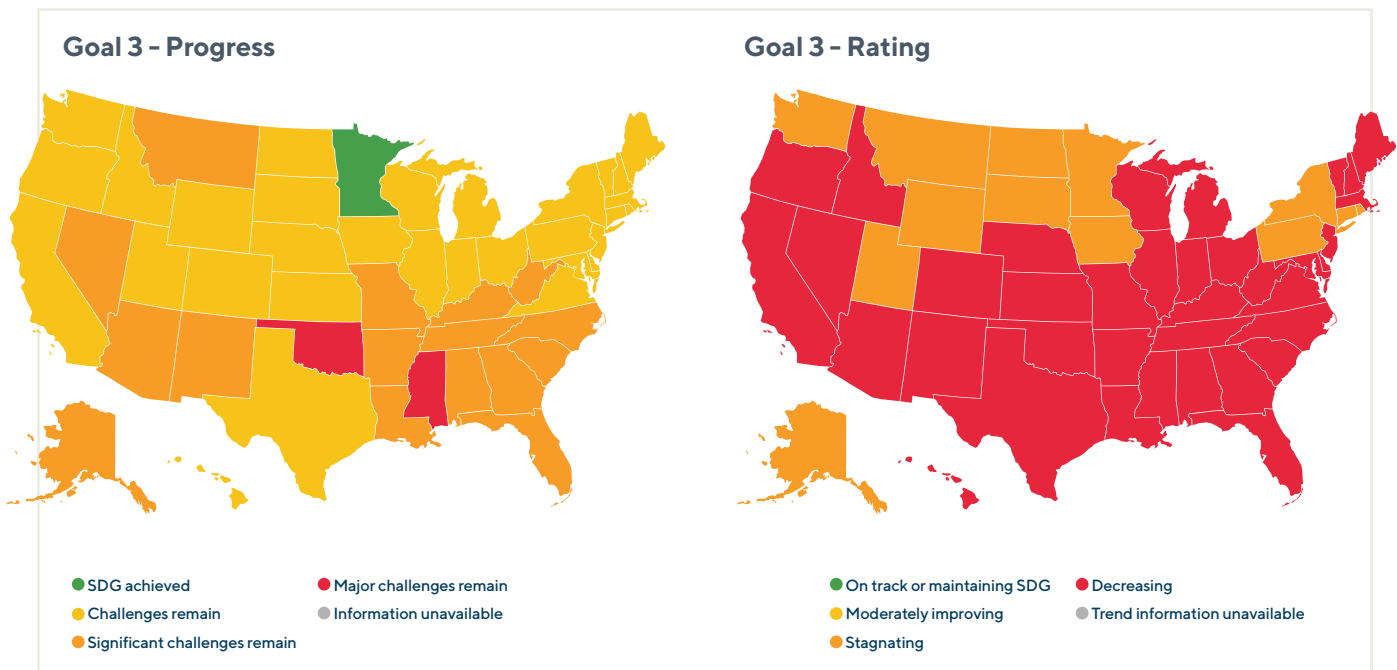 Goal 3 - Progress
SDG achieved
Challenges remain
Significant challenges remain
Major challenges remain
Information unavailable
Goal 3 - Rating
On track or maintaining SDG
Moderately improving
Stagnating
Decreasing
Trend information unavailable